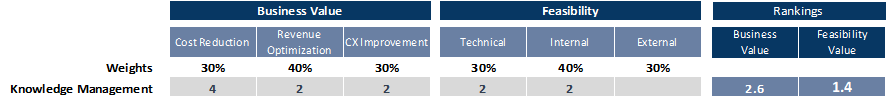 Business Value Feasibility Rankings
Cost Reduction Revenue Optimization CX Improvement Technical Internal External Business Value Feasibility Value
Weights 30% 40% 30% 30% 40% 30%
Knowledge Management 4 2 2 2 2 2.6 1.4